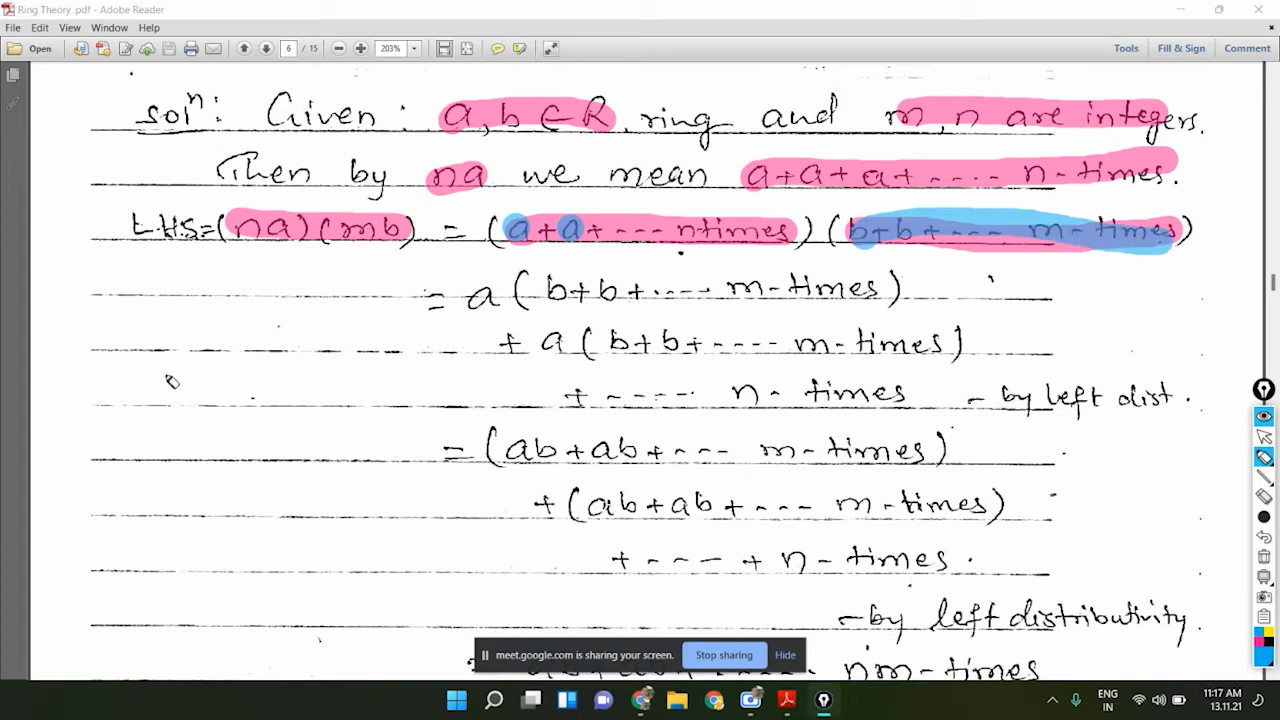 Ring Theory .pdf - Adobe Reader
File Edit View Window Help
Open 6 / 15 203% Tools Fill & Sign Comment
Solⁿ: Given: a, b ∈ R, ring and m, n are integers.
Then by na we mean a+a+a+..... n-times.
L.H.S=(na)(mb) = (a+a+--- ntimes)(b+b+---- m-times)
= a(b+b+..... m-times)
+ a(b+b+---- m-times)
+ ----- n-times - by left dist.
= (ab+ab+--- m-times)
+(ab+ab+---- m-times)
+ --- + n-times.
-by left distributivity.
nm-times
meet.google.com is sharing your screen. Stop sharing Hide
ENG
IN
11:17 AM
13.11.21